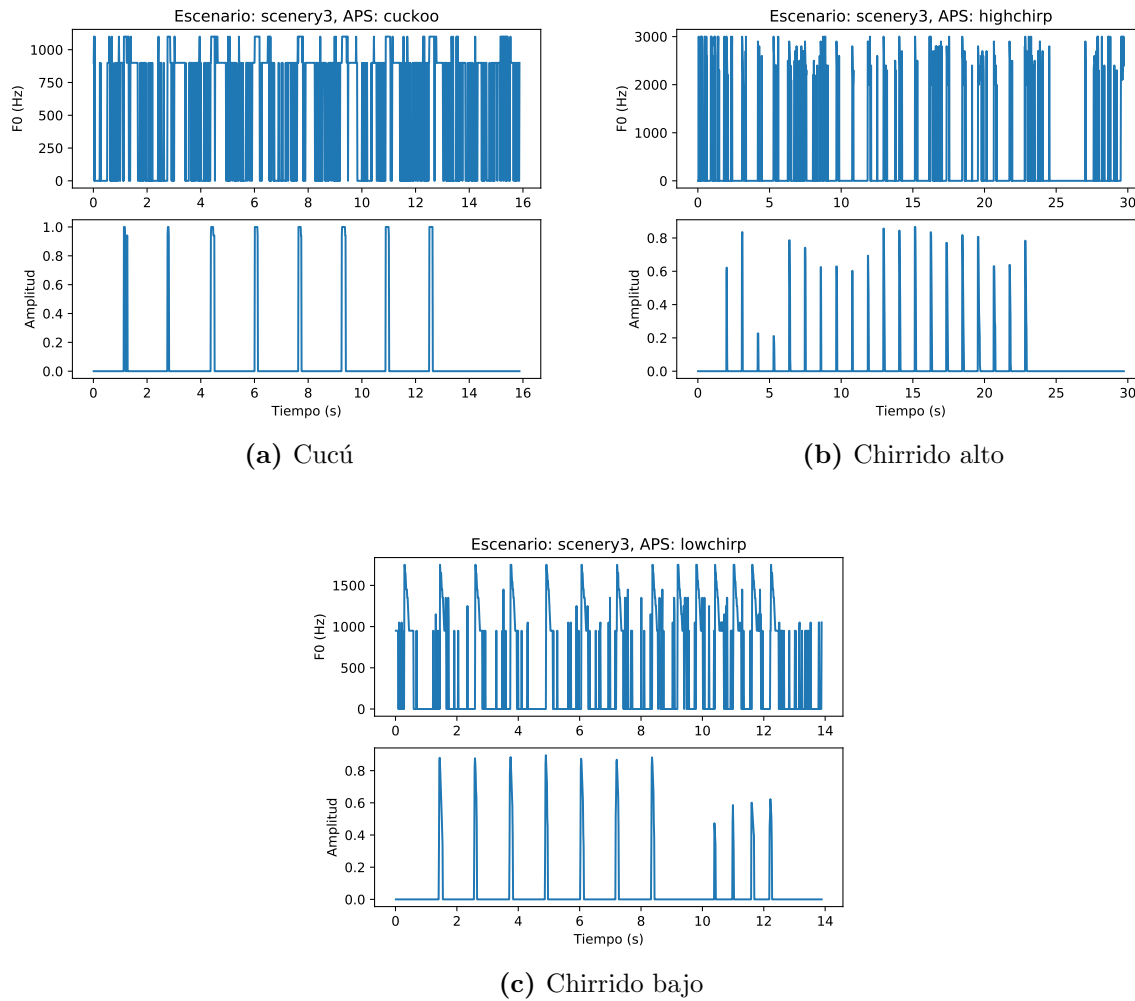 Escenario: scenery3, APS: cuckoo
F0 (Hz)
1000
750
500
250
0
0 2 4 6 8 10 12 14 16
Amplitud
1.0
0.8
0.6
0.4
0.2
0.0
0 2 4 6 8 10 12 14 16
Tiempo (s)
(a) Cucú
Escenario: scenery3, APS: highchirp
F0 (Hz)
3000
2000
1000
0
0 5 10 15 20 25 30
Amplitud
0.8
0.6
0.4
0.2
0.0
0 5 10 15 20 25 30
Tiempo (s)
(b) Chirrido alto
Escenario: scenery3, APS: lowchirp
F0 (Hz)
1500
1000
500
0
0 2 4 6 8 10 12 14
Amplitud
0.8
0.6
0.4
0.2
0.0
0 2 4 6 8 10 12 14
Tiempo (s)
(c) Chirrido bajo